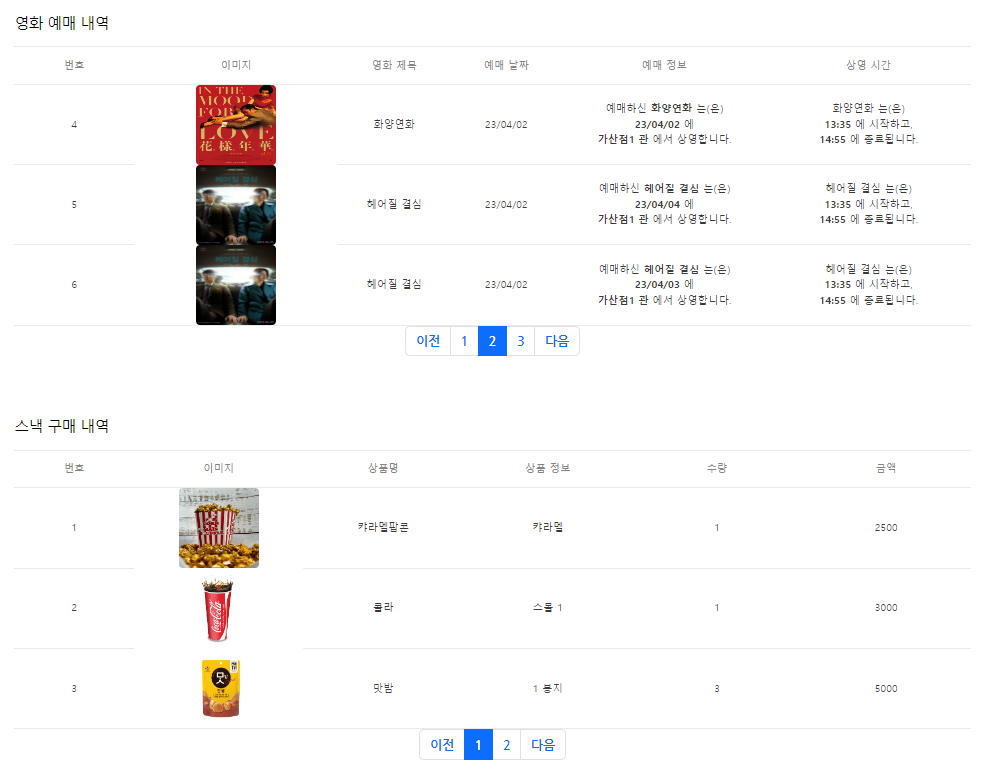 영화 예매 내역
번호 이미지 영화 제목 예매 날짜 예매 정보 상영 시간
IN THE
MOOD
FOR
LOVE
花樣年華
4 화양연화 23/04/02
예매하신 화양연화 는(은)
23/04/02 에
가산점1 관 에서 상영합니다.
화양연화 는(은)
13:35 에 시작하고,
14:55 에 종료됩니다.
헤어질 결심
5 헤어질 결심 23/04/02
예매하신 헤어질 결심 는(은)
23/04/04 에
가산점1 관 에서 상영합니다.
헤어질 결심 는(은)
13:35 에 시작하고,
14:55 에 종료됩니다.
헤어질 결심
6 헤어질 결심 23/04/02
예매하신 헤어질 결심 는(은)
23/04/03 에
가산점1 관 에서 상영합니다.
헤어질 결심 는(은)
13:35 에 시작하고,
14:55 에 종료됩니다.
이전 1 2 3 다음
스낵 구매 내역
번호 이미지 상품명 상품 정보 수량 금액
1 캬라멜팝콘 캬라멜 1 2500
Coca-Cola
2 콜라 스몰 1 1 3000
맛밤
3 맛밤 1 봉지 3 5000
이전 1 2 다음